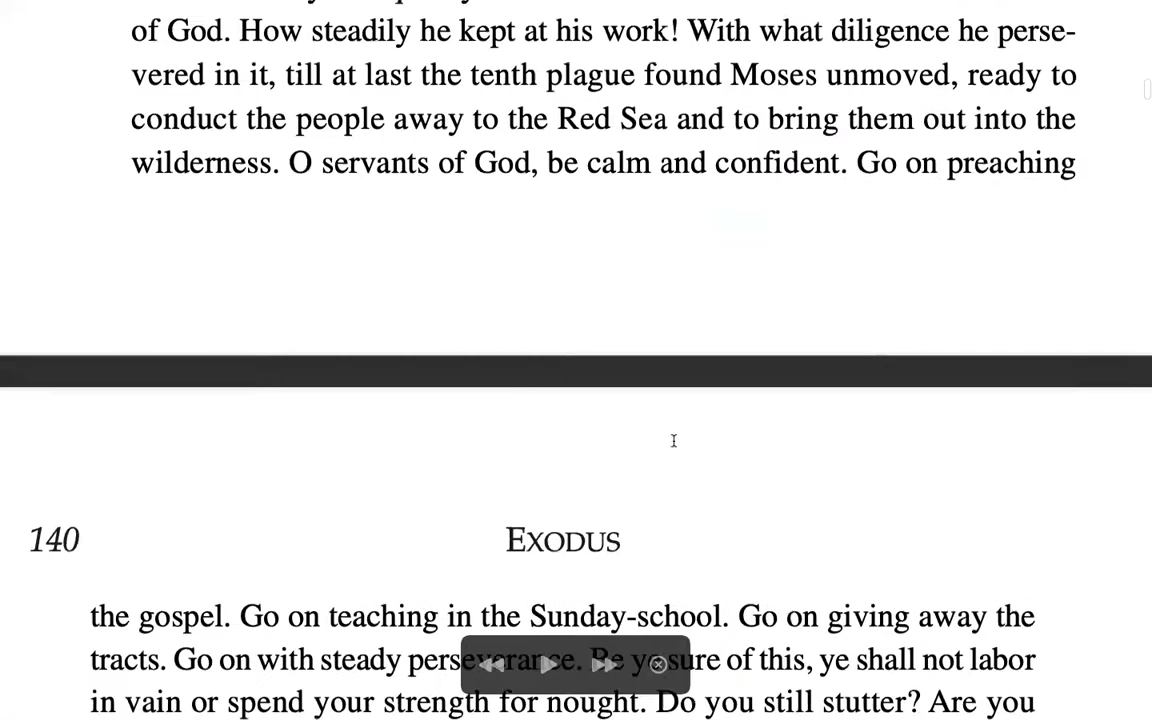 of God. How steadily he kept at his work! With what diligence he perse-
vered in it, till at last the tenth plague found Moses unmoved, ready to
conduct the people away to the Red Sea and to bring them out into the
wilderness. O servants of God, be calm and confident. Go on preaching
140 EXODUS
the gospel. Go on teaching in the Sunday-school. Go on giving away the
tracts. Go on with steady perseverance. Be ye sure of this, ye shall not labor
in vain or spend your strength for nought. Do you still stutter? Are you